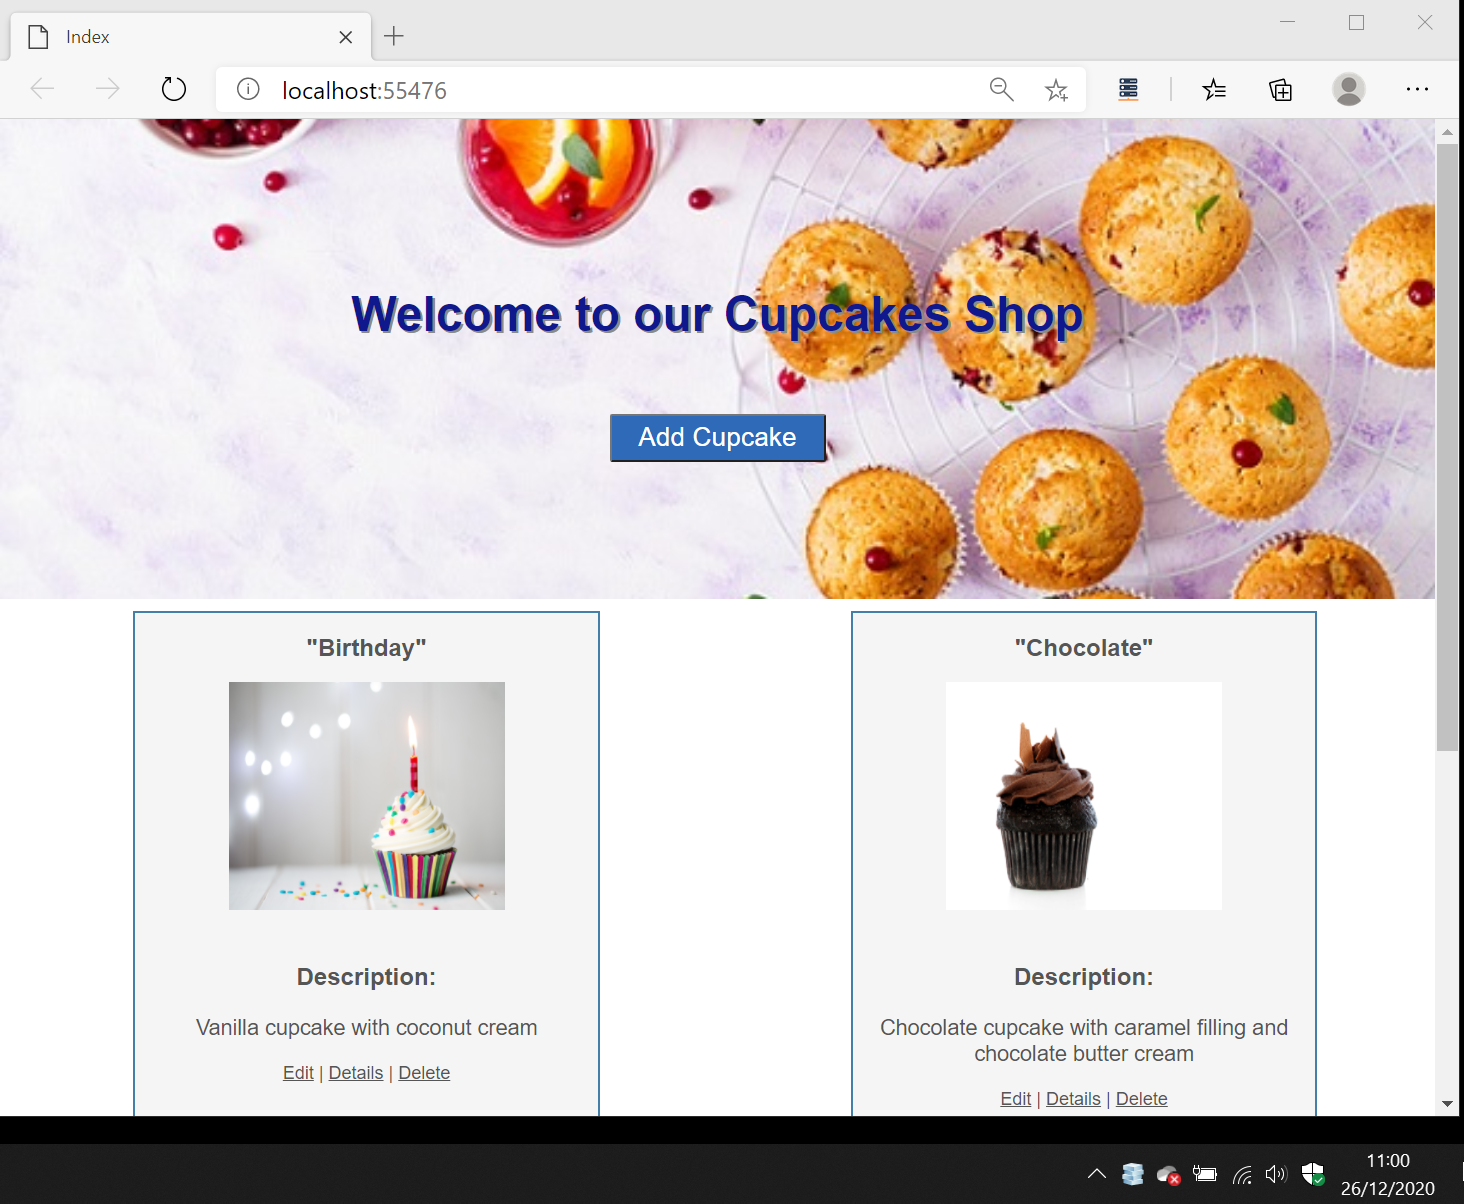 Index
localhost:55476
Welcome to our Cupcakes Shop
Add Cupcake
"Birthday"
Description:
Vanilla cupcake with coconut cream
Edit | Details | Delete
"Chocolate"
Description:
Chocolate cupcake with caramel filling and
chocolate butter cream
Edit | Details | Delete
11:00
26/12/2020